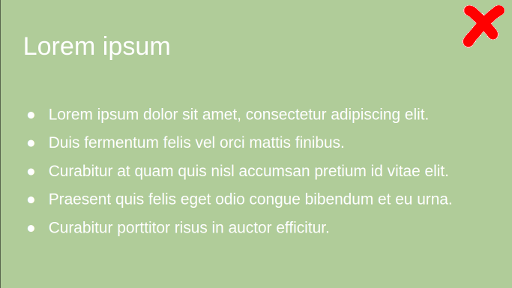 Lorem ipsum
● Lorem ipsum dolor sit amet, consectetur adipiscing elit.
● Duis fermentum felis vel orci mattis finibus.
● Curabitur at quam quis nisl accumsan pretium id vitae elit.
● Praesent quis felis eget odio congue bibendum et eu urna.
● Curabitur porttitor risus in auctor efficitur.